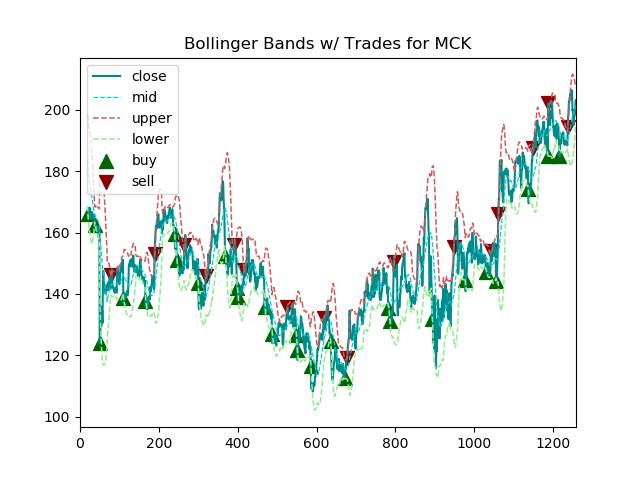 Bollinger Bands w/ Trades for MCK
close
mid
upper
lower
buy
sell
200
180
160
140
120
100
0 200 400 600 800 1000 1200